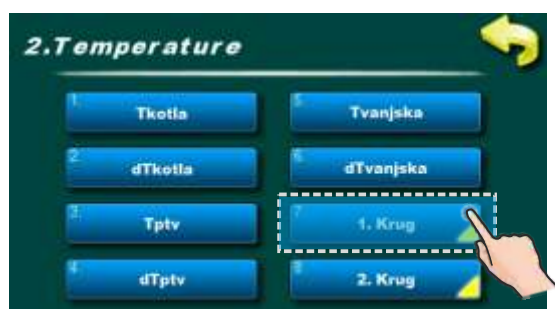 2.Temperature
1. Tkotla
2. dTkotla
3. Tptv
4. dTptv
5. Tvanjska
6. dTvanjska
7 1. Krug
8 2. Krug